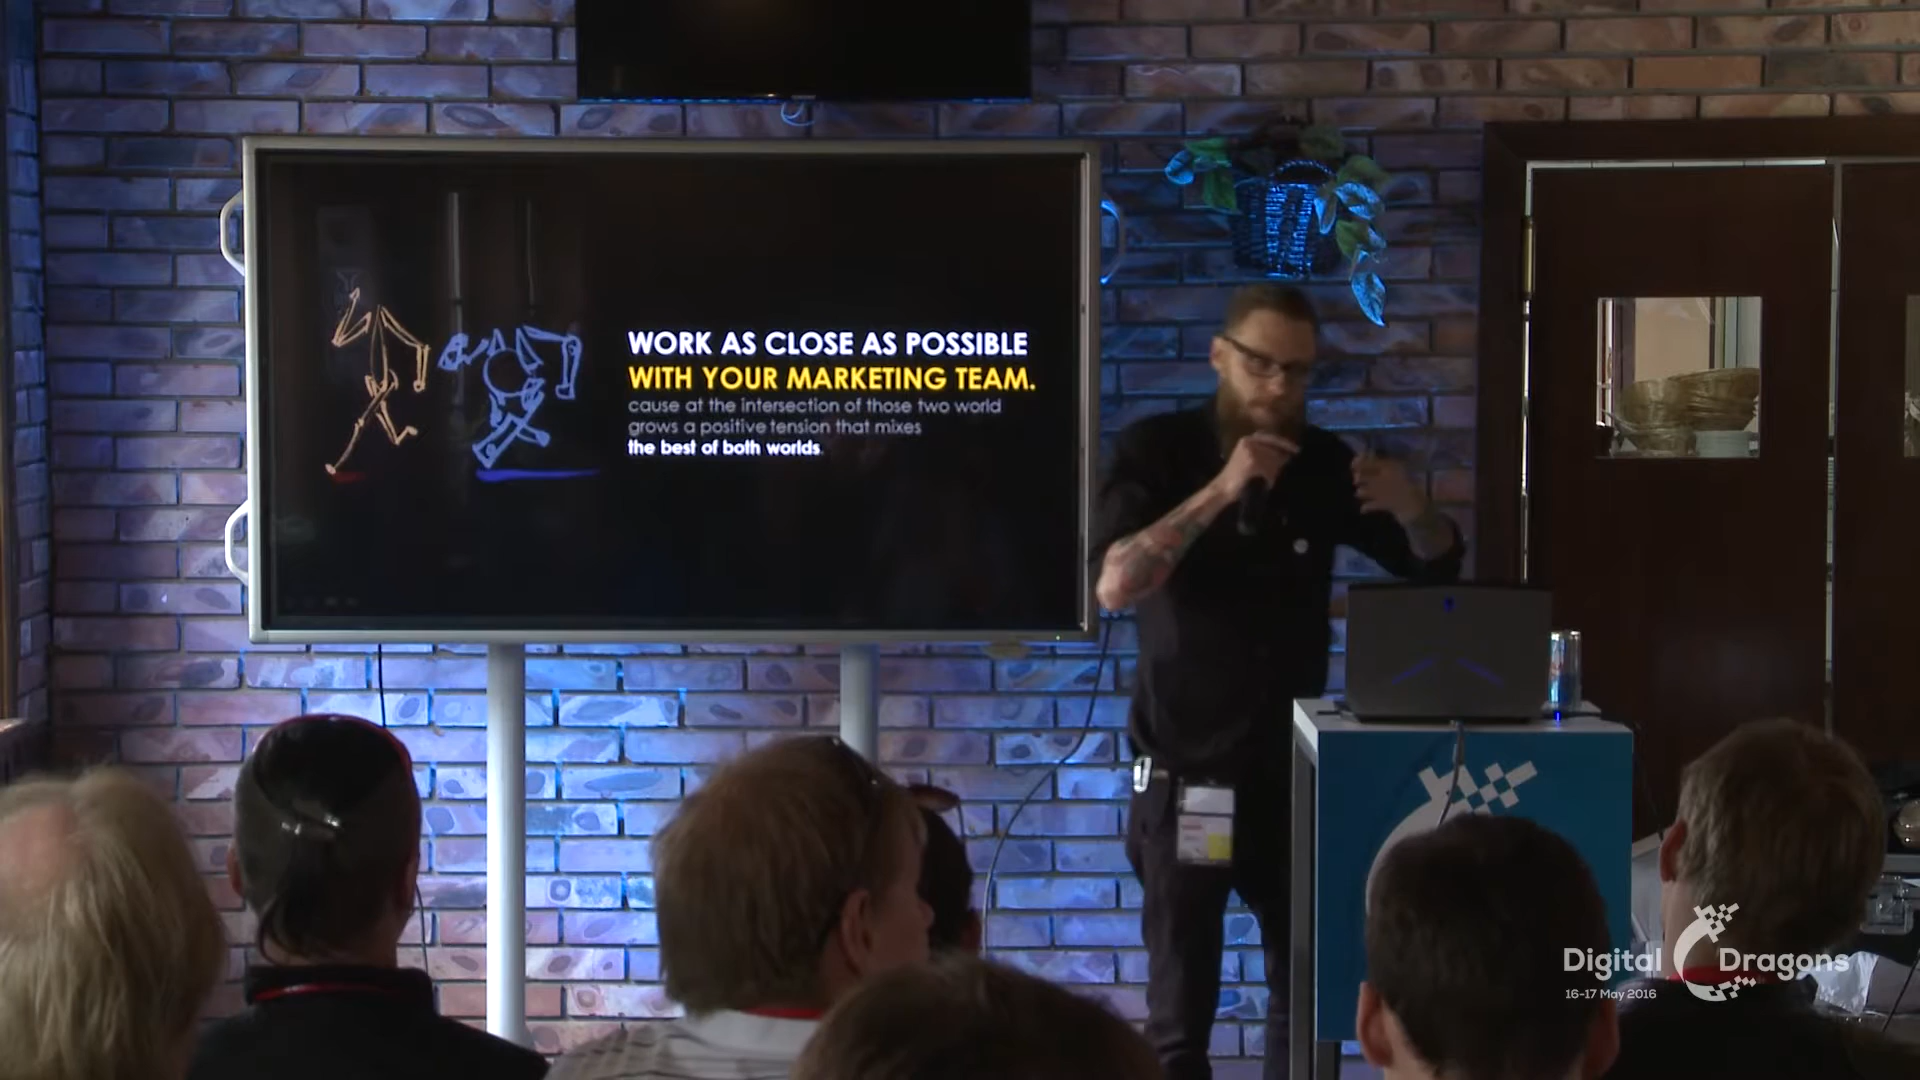 WORK AS CLOSE AS POSSIBLE
WITH YOUR MARKETING TEAM.
cause at the intersection of those two world
grows a positive tension that mixes
the best of both worlds.
Digital Dragons
16-17 May 2016